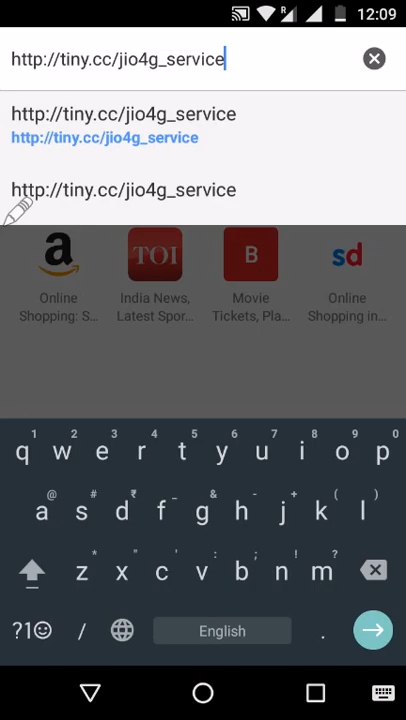 R 12:09
http://tiny.cc/jio4g_service
http://tiny.cc/jio4g_service
http://tiny.cc/jio4g_service
http://tiny.cc/jio4g_service
a TOI B sd
Online Shopping: S...
India News, Latest Spor...
Movie Tickets, Pla...
Online Shopping in...
1 2 3 4 5 6 7 8 9 0
q w e r t y u i o p
@ # ₹ _ & - + ( )
a s d f g h j k l
* " ' : ; ! ?
z x c v b n m
?1☺ / English .